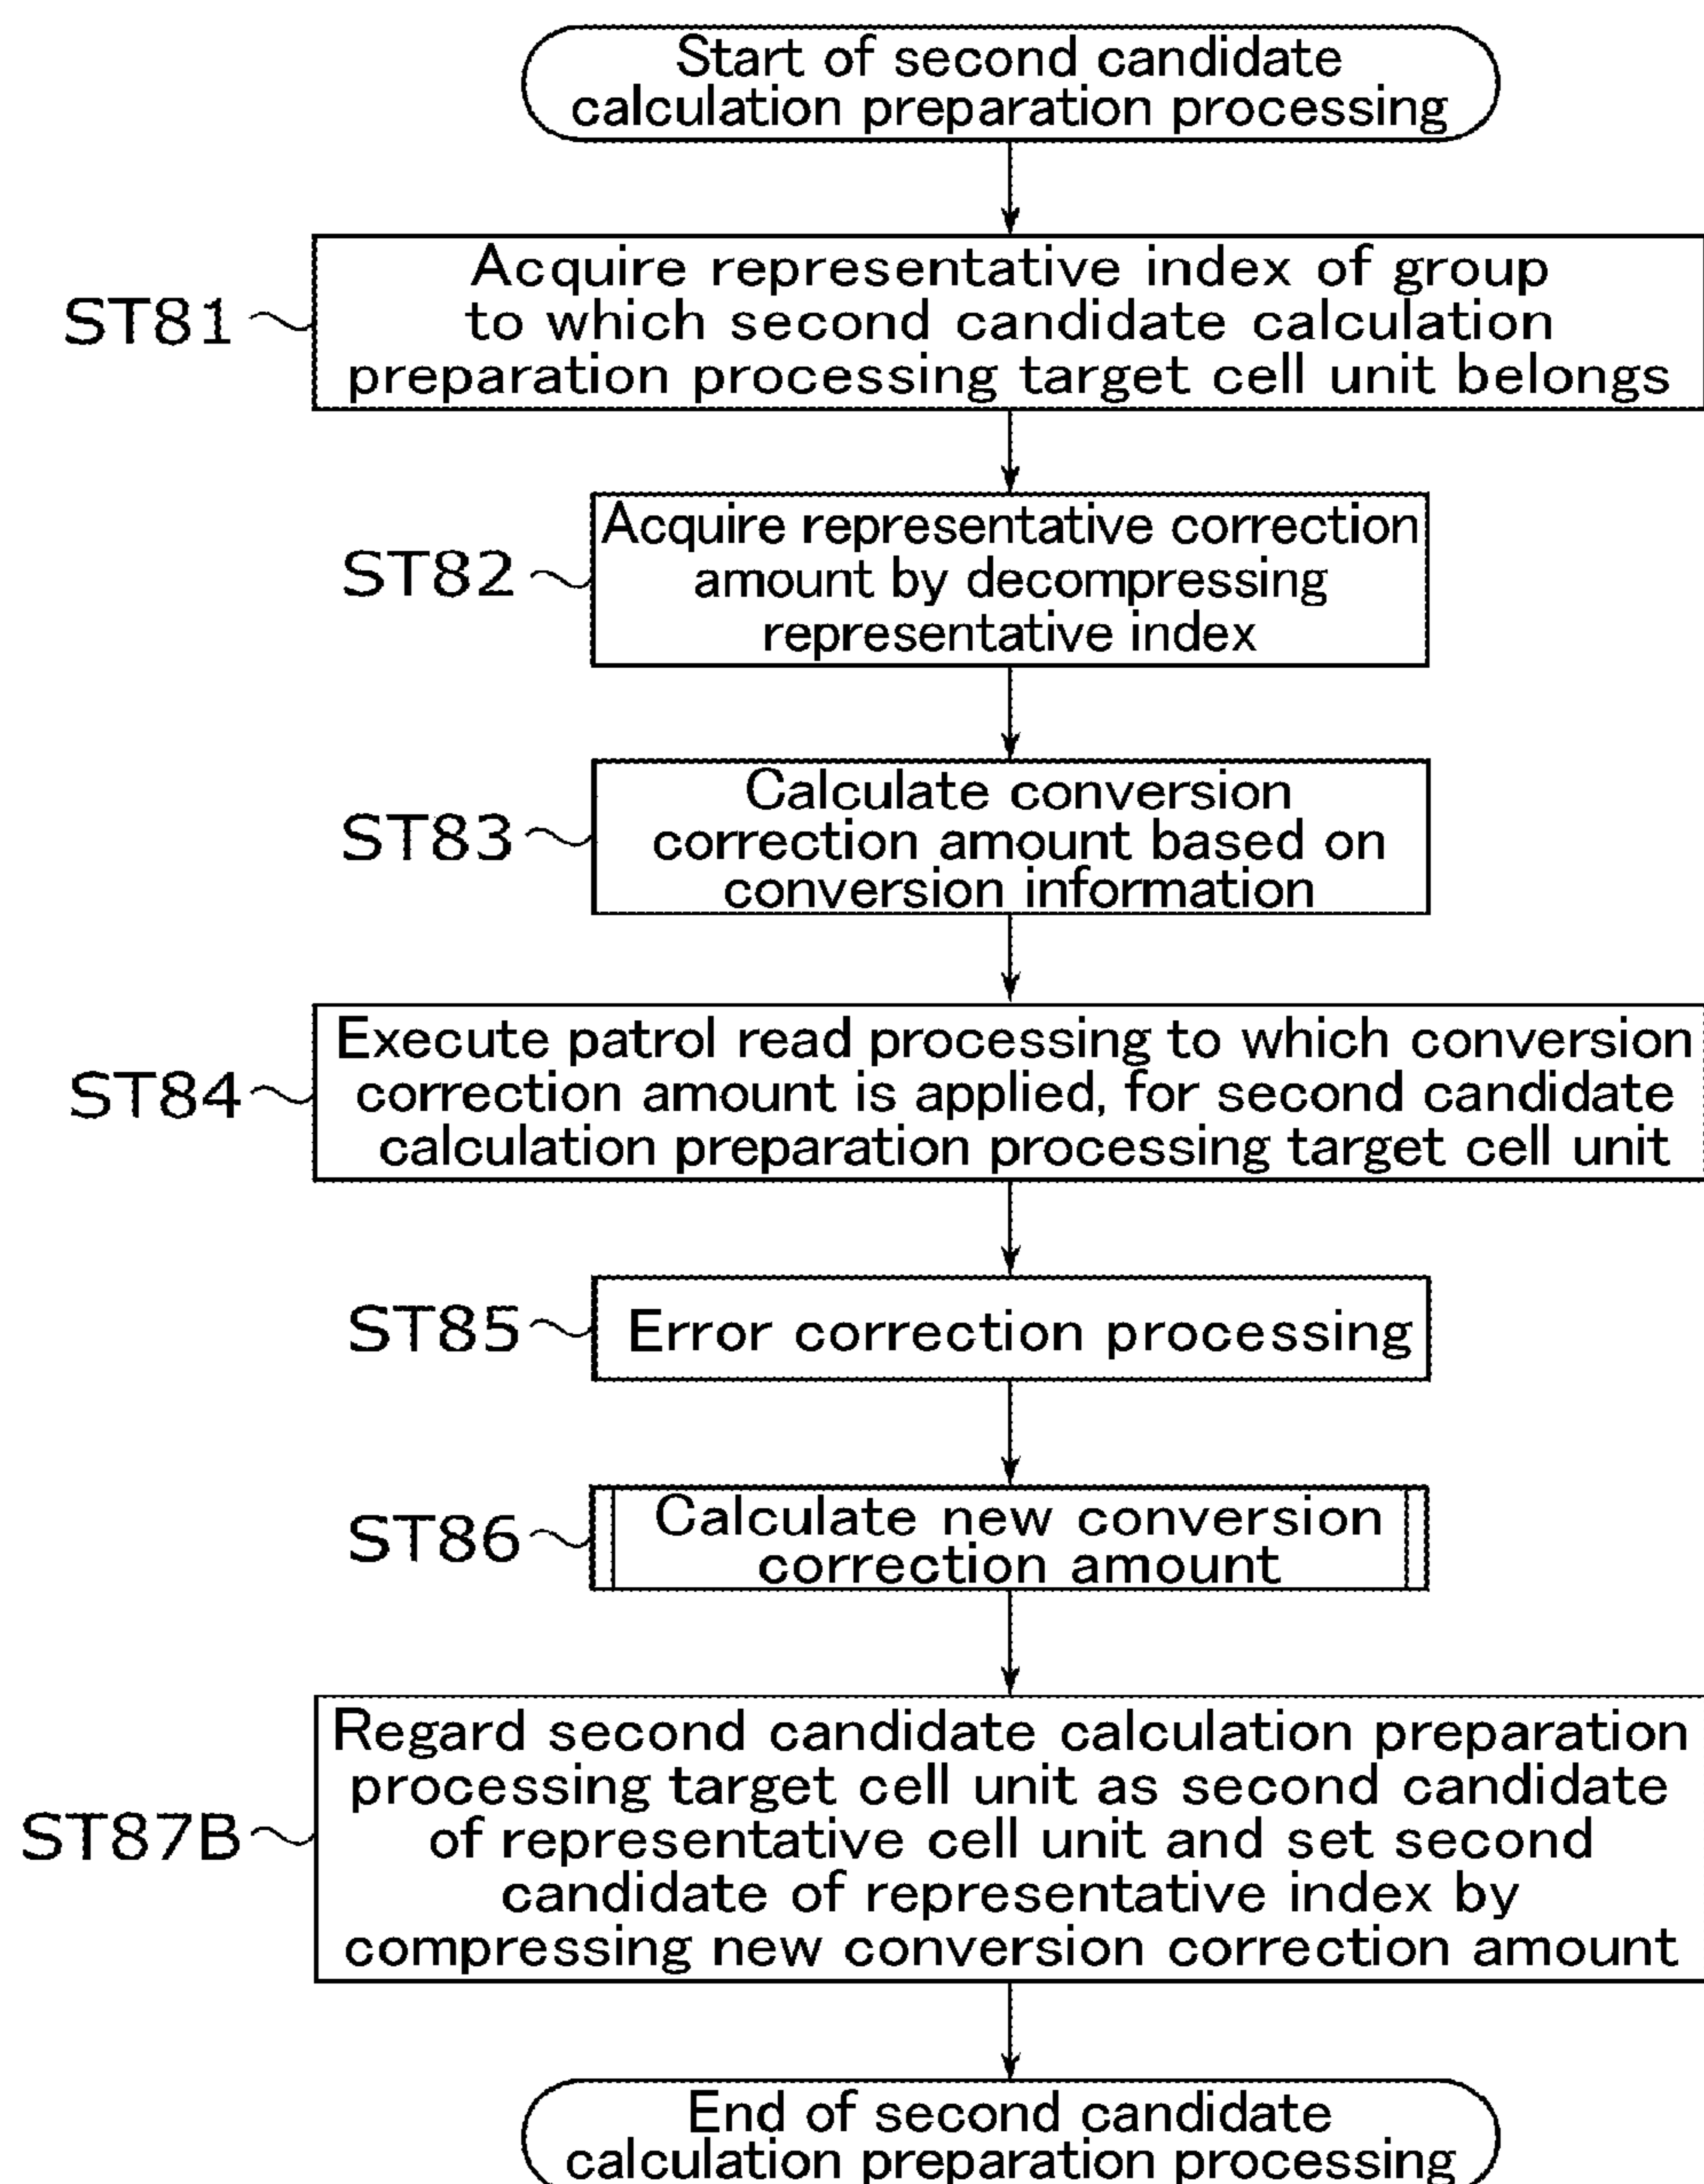 Start of second candidate
calculation preparation processing
ST81
Acquire representative index of group
to which second candidate calculation
preparation processing target cell unit belongs
ST82
Acquire representative correction
amount by decompressing
representative index
ST83
Calculate conversion
correction amount based on
conversion information
ST84
Execute patrol read processing to which conversion
correction amount is applied, for second candidate
calculation preparation processing target cell unit
ST85
Error correction processing
ST86
Calculate new conversion
correction amount
ST87B
Regard second candidate calculation preparation
processing target cell unit as second candidate
of representative cell unit and set second
candidate of representative index by
compressing new conversion correction amount
End of second candidate
calculation preparation processing